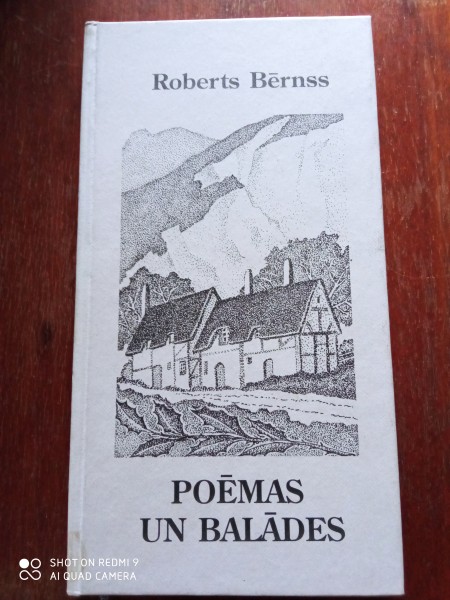 Roberts Bērnss
POĒMAS
UN BALĀDES
SHOT ON REDMI 9
AI QUAD CAMERA